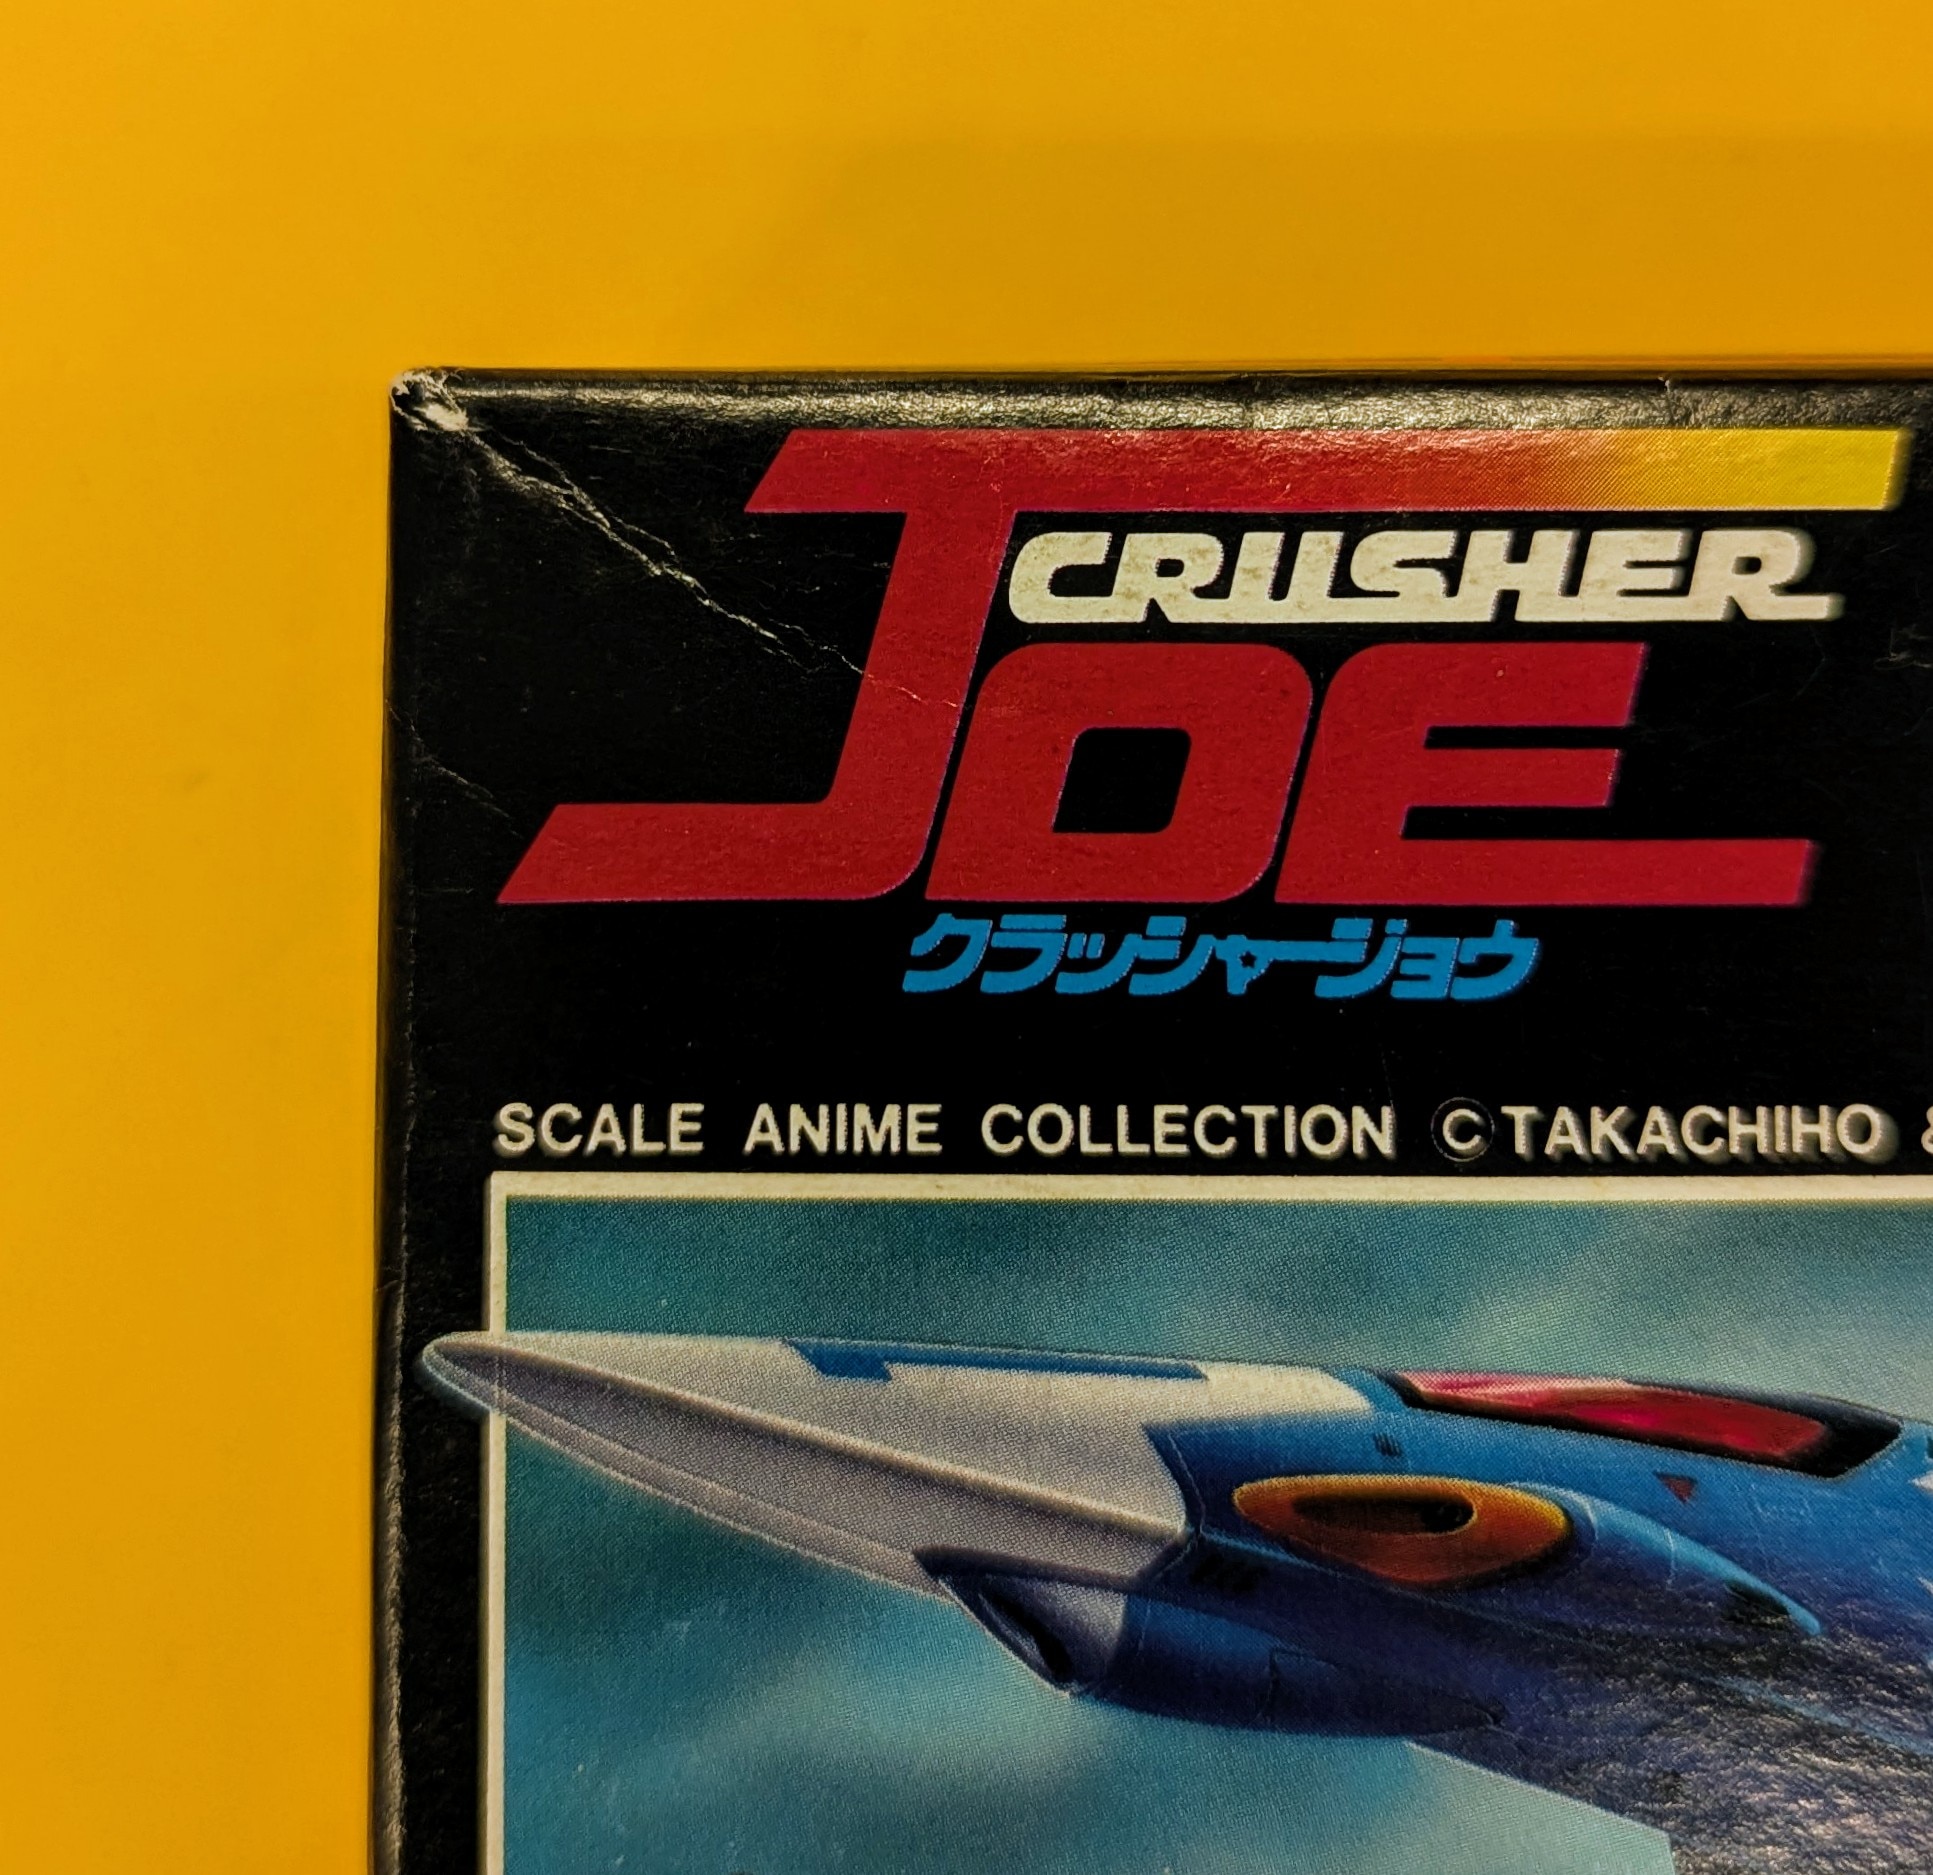 CRUSHER
JOE
クラッシャージョウ
SCALE ANIME COLLECTION ©TAKACHIHO &